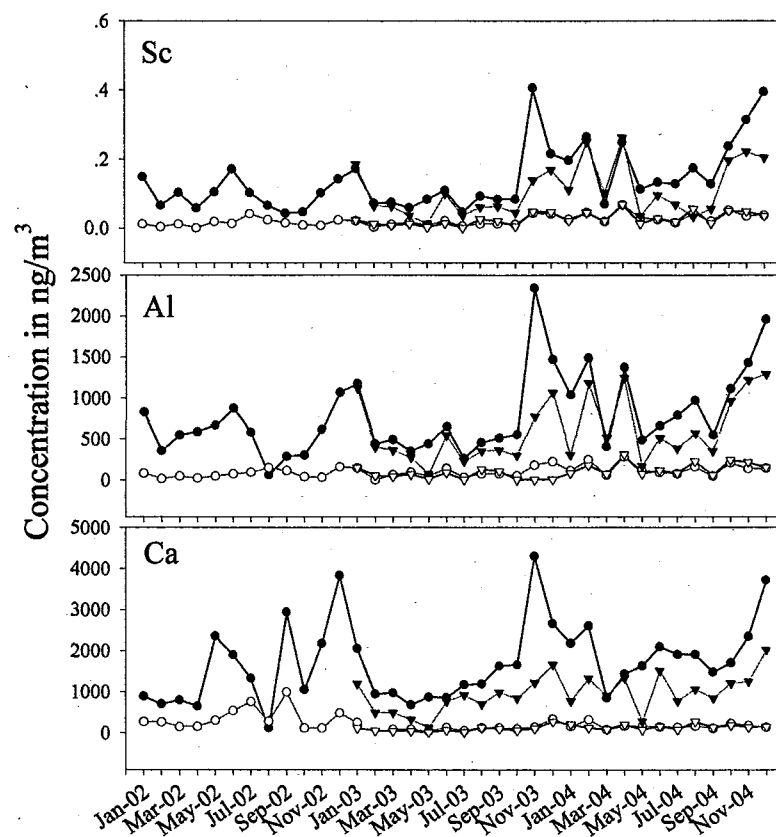 Concentration in ng/m³
.6
Sc
.4
.2
0.0
2500
Al
2000
1500
1000
500
0
5000
Ca
4000
3000
2000
1000
0
Jan-02
Mar-02
May-02
Jul-02
Sep-02
Nov-02
Jan-03
Mar-03
May-03
Jul-03
Sep-03
Nov-03
Jan-04
Mar-04
May-04
Jul-04
Sep-04
Nov-04